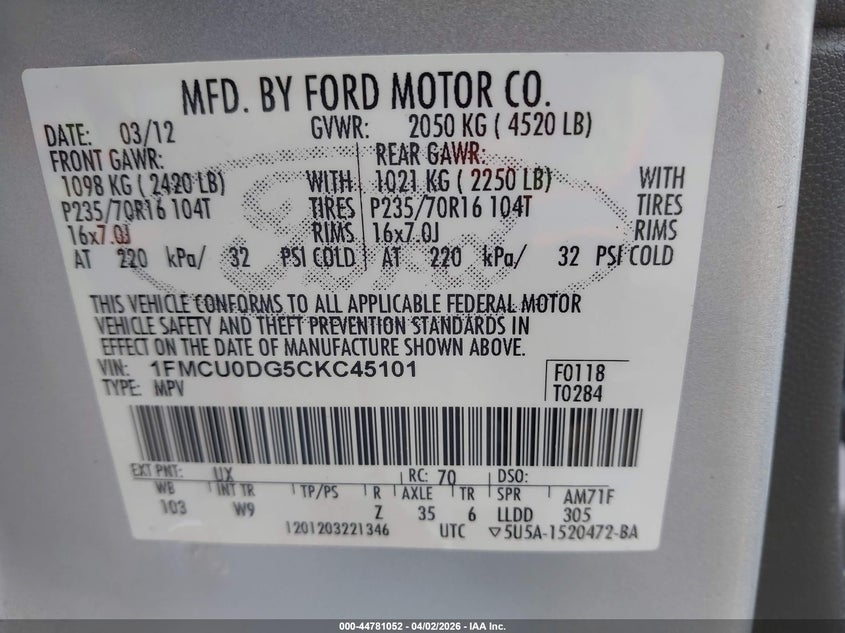 MFD. BY FORD MOTOR CO.
DATE: 03/12 GVWR: 2050 KG ( 4520 LB)
FRONT GAWR: REAR GAWR:
1098 KG ( 2420 LB) WITH 1021 KG ( 2250 LB) WITH
P235/70R16 104T TIRES P235/70R16 104T TIRES
16x7.0J RIMS 16x7.0J RIMS
AT 220 kPa/ 32 PSI COLD AT 220 kPa/ 32 PSI COLD
Ford
THIS VEHICLE CONFORMS TO ALL APPLICABLE FEDERAL MOTOR
VEHICLE SAFETY AND THEFT PREVENTION STANDARDS IN
EFFECT ON THE DATE OF MANUFACTURE SHOWN ABOVE.
VIN: 1FMCU0DG5CKC45101 F0118
TYPE: MPV T0284
EXT PNT: UX RC: 70 DSO:
WB INT TR TP/PS R AXLE TR SPR AM71F
103 W9 Z 35 6 LLDD 305
1201203221346 UTC ▽5U5A-1520472-BA
000-44781052 | 04/02/2026 | IAA Inc.